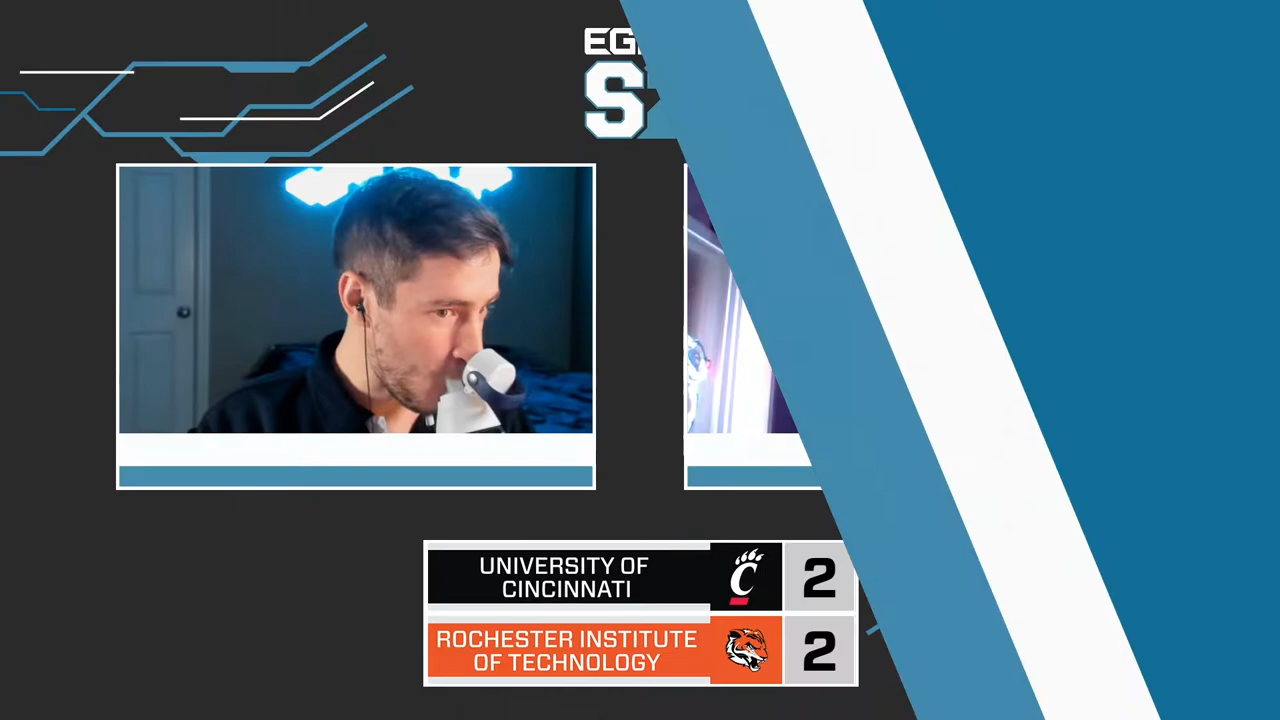 EG
S
UNIVERSITY OF
CINCINNATI
C
2
ROCHESTER INSTITUTE
OF TECHNOLOGY
2